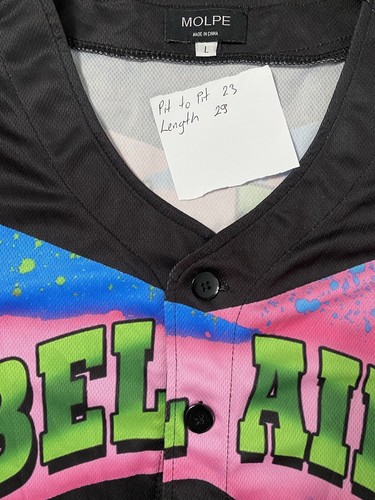 MOLPE
MADE IN CHINA
L
Pit to Pit 23
Length 29
BEL AI